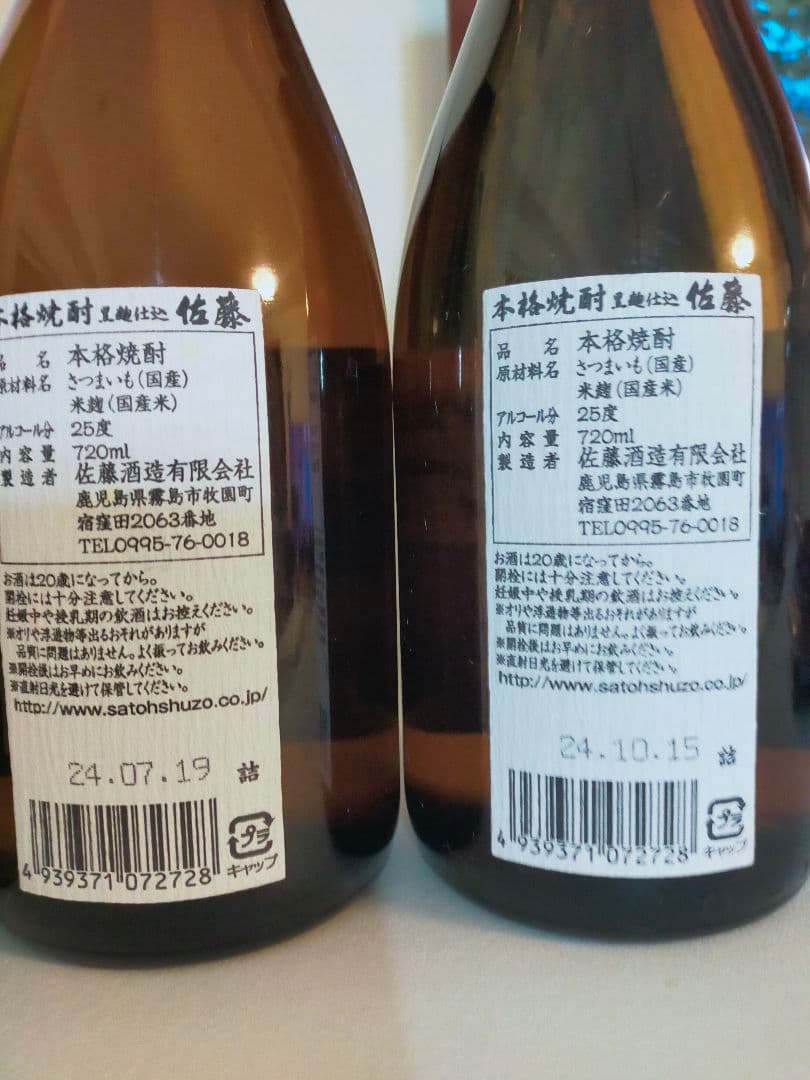 本格焼酎 黒麹仕込 佐藤
品名 本格焼酎
原材料名 さつまいも(国産)
米麹(国産米)
アルコール分 25度
内容量 720ml
製造者 佐藤酒造有限会社
鹿児島県霧島市牧園町
宿窪田2063番地
TEL0995-76-0018
お酒は20歳になってから。
開栓には十分注意してください。
妊娠中や授乳期の飲酒はお控えください。
※オリや浮遊物等出るおそれがありますが
品質に問題はありません。よく振ってお飲みください。
※開栓後はお早めにお飲みください。
※直射日光を避けて保管してください。
http://www.satohshuzo.co.jp/
24.07.19 詰
4 939371 072728
プラ
キャップ
本格焼酎 黒麹仕込 佐藤
品名 本格焼酎
原材料名 さつまいも(国産)
米麹(国産米)
アルコール分 25度
内容量 720ml
製造者 佐藤酒造有限会社
鹿児島県霧島市牧園町
宿窪田2063番地
TEL0995-76-0018
お酒は20歳になってから。
開栓には十分注意してください。
妊娠中や授乳期の飲酒はお控えください。
※オリや浮遊物等出るおそれがありますが
品質に問題はありません。よく振ってお飲みください。
※開栓後はお早めにお飲みください。
※直射日光を避けて保管してください。
http://www.satohshuzo.co.jp/
24.10.15 詰
4 939371 072728
プラ
キャップ